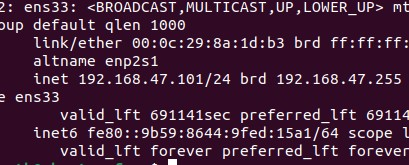 2: ens33: <BROADCAST,MULTICAST,UP,LOWER_UP> mt
oup default qlen 1000
link/ether 00:0c:29:8a:1d:b3 brd ff:ff:ff:
altname enp2s1
inet 192.168.47.101/24 brd 192.168.47.255
e ens33
valid_lft 691141sec preferred_lft 69114
inet6 fe80::9b59:8644:9fed:15a1/64 scope l
valid_lft forever preferred_lft forever